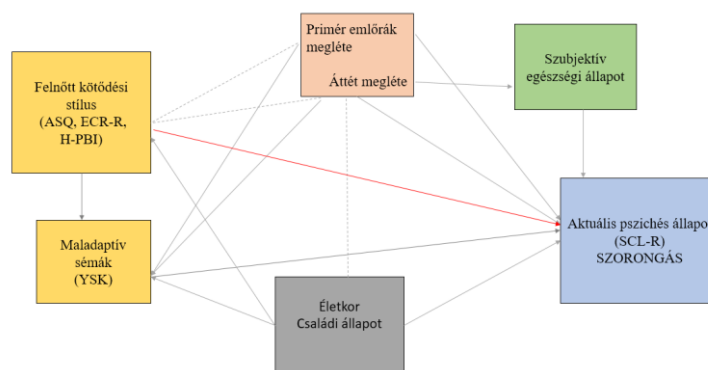 Primér emlőrák
megléte
Áttét megléte
Felnőtt kötődési
stilus
(ASQ, ECR-R,
H-PBI)
Szubjektív
egészségi állapot
Maladaptív
sémák
(YSK)
Aktuális pszichés állapo
(SCL-R)
SZORONGÁS
Életkor
Családi állapot